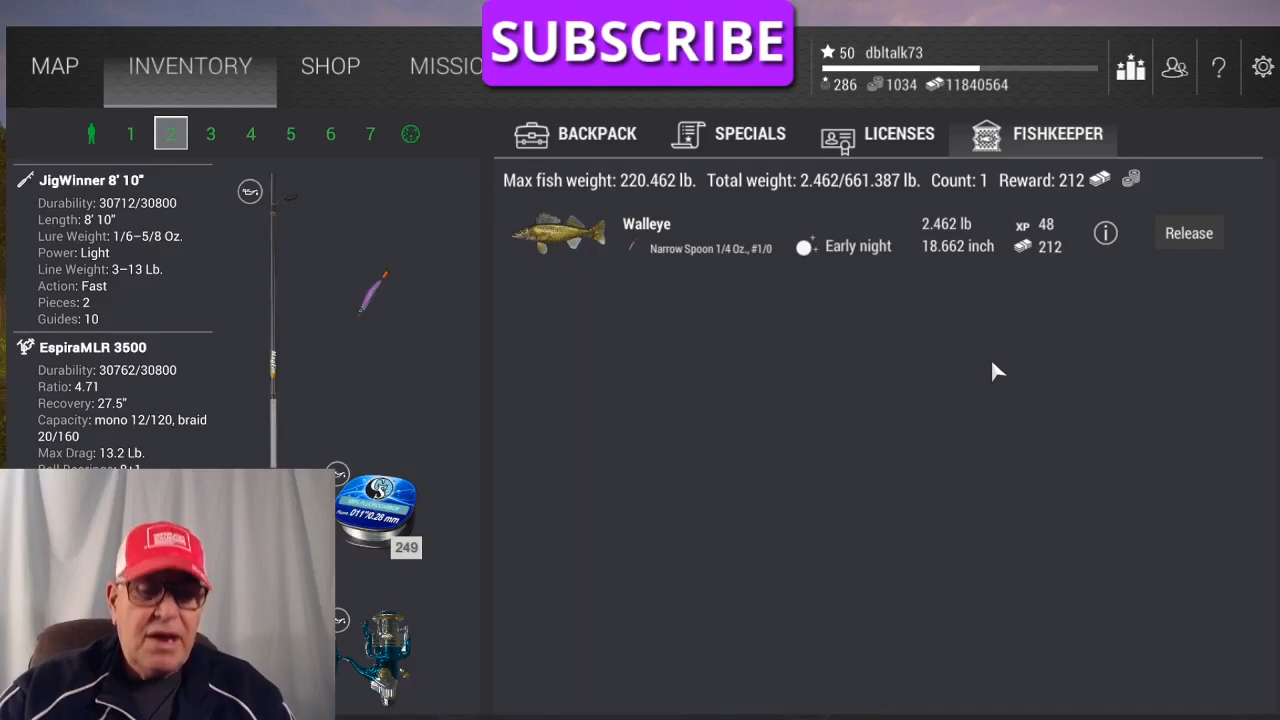 SUBSCRIBE
MAP
INVENTORY
SHOP
MISSIO
50 dbltalk73
286 1034 11840564
?
1 2 3 4 5 6 7
BACKPACK
SPECIALS
LICENSES
FISHKEEPER
JigWinner 8' 10"
Durability: 30712/30800
Length: 8' 10"
Lure Weight: 1/6–5/8 Oz.
Power: Light
Line Weight: 3–13 Lb.
Action: Fast
Pieces: 2
Guides: 10
EspiraMLR 3500
Durability: 30762/30800
Ratio: 4.71
Recovery: 27.5"
Capacity: mono 12/120, braid
20/160
Max Drag: 13.2 Lb.
Max fish weight: 220.462 lb. Total weight: 2.462/661.387 lb. Count: 1 Reward: 212
Walleye
Narrow Spoon 1/4 Oz., #1/0
Early night
2.462 lb
18.662 inch
XP 48
212
Release
.011"/0.28 mm
249